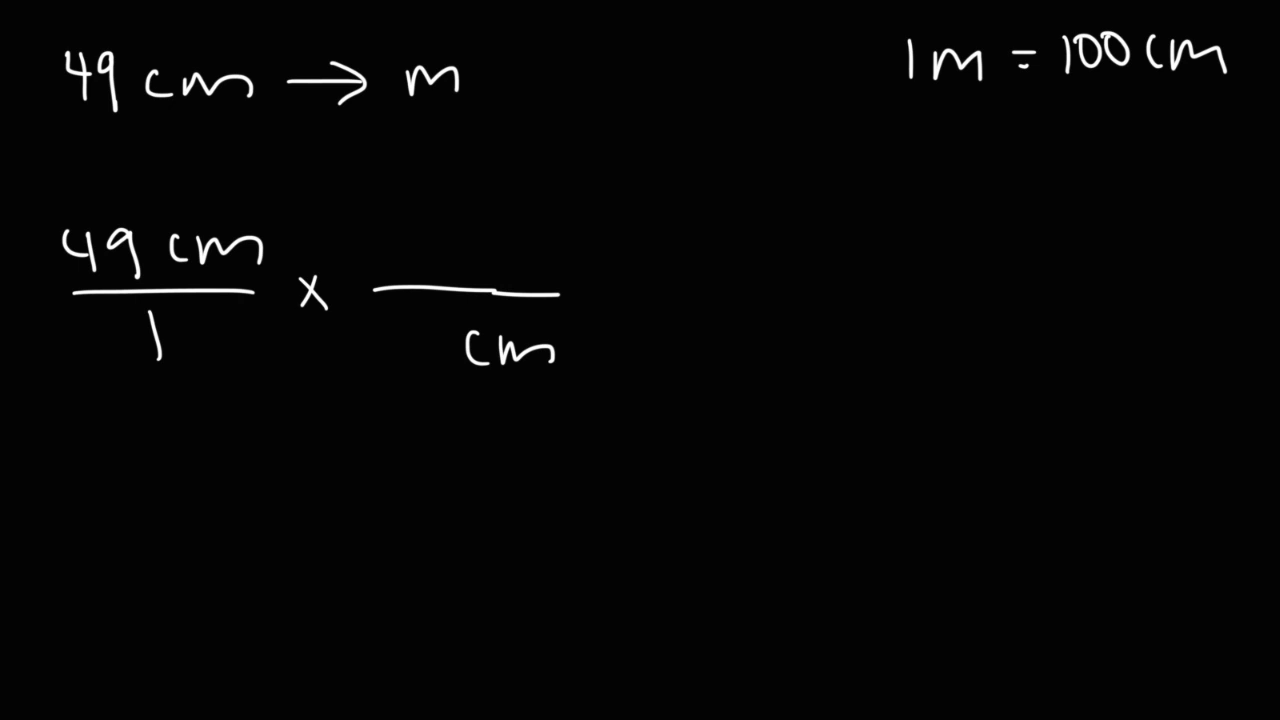 49 cm → m
1 m = 100 cm
49 cm
1
×
cm